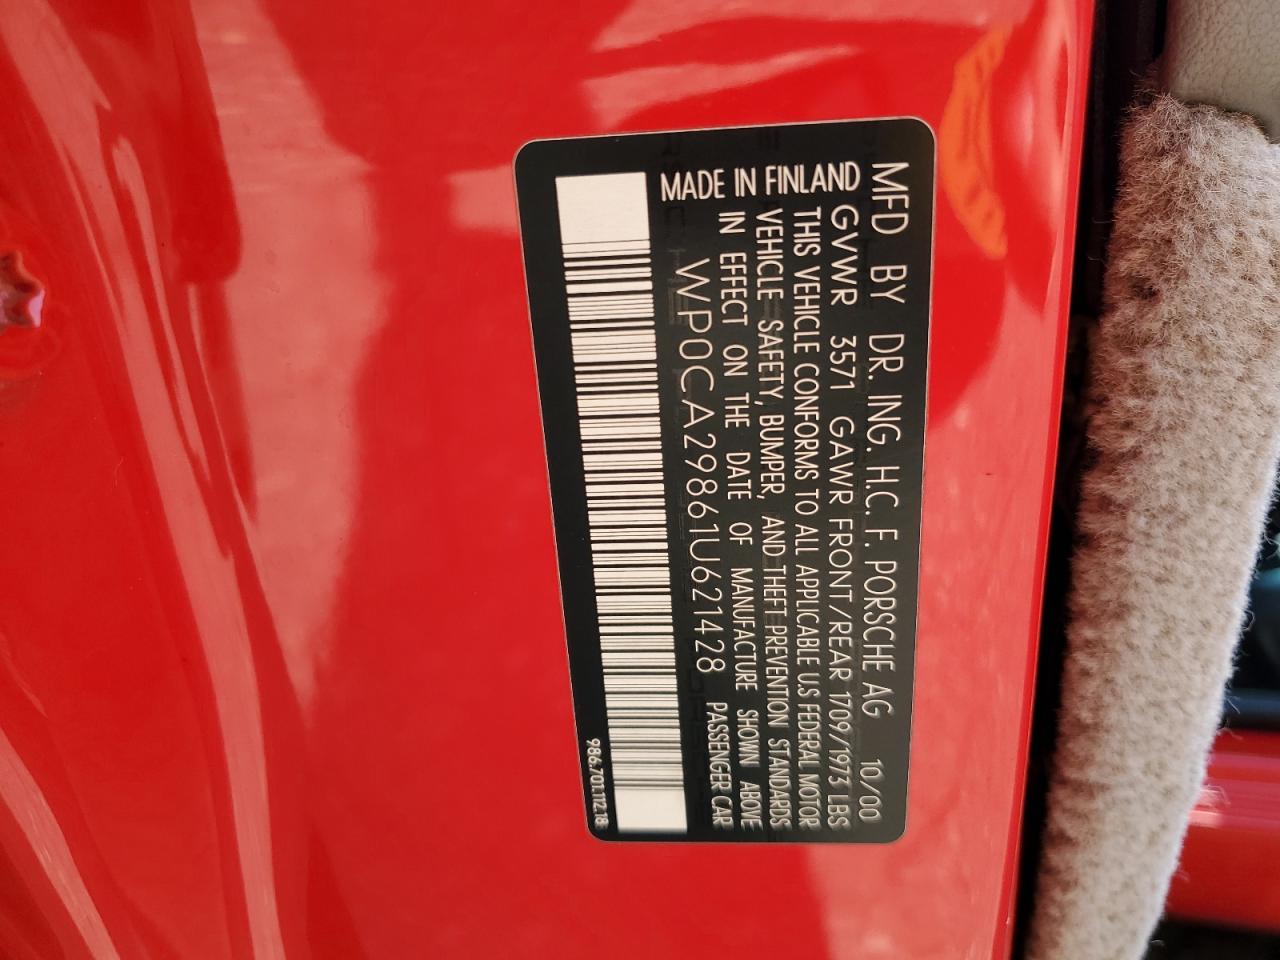 MFD BY DR. ING. H.C. F. PORSCHE AG 10/00
GVWR 3571 GAWR FRONT/REAR 1709/1973 LBS
THIS VEHICLE CONFORMS TO ALL APPLICABLE U.S FEDERAL MOTOR
VEHICLE SAFETY, BUMPER, AND THEFT PREVENTION STANDARDS
IN EFFECT ON THE DATE OF MANUFACTURE SHOWN ABOVE
MADE IN FINLAND
WP0CA29861U621428 PASSENGER CAR
986.701.112.18